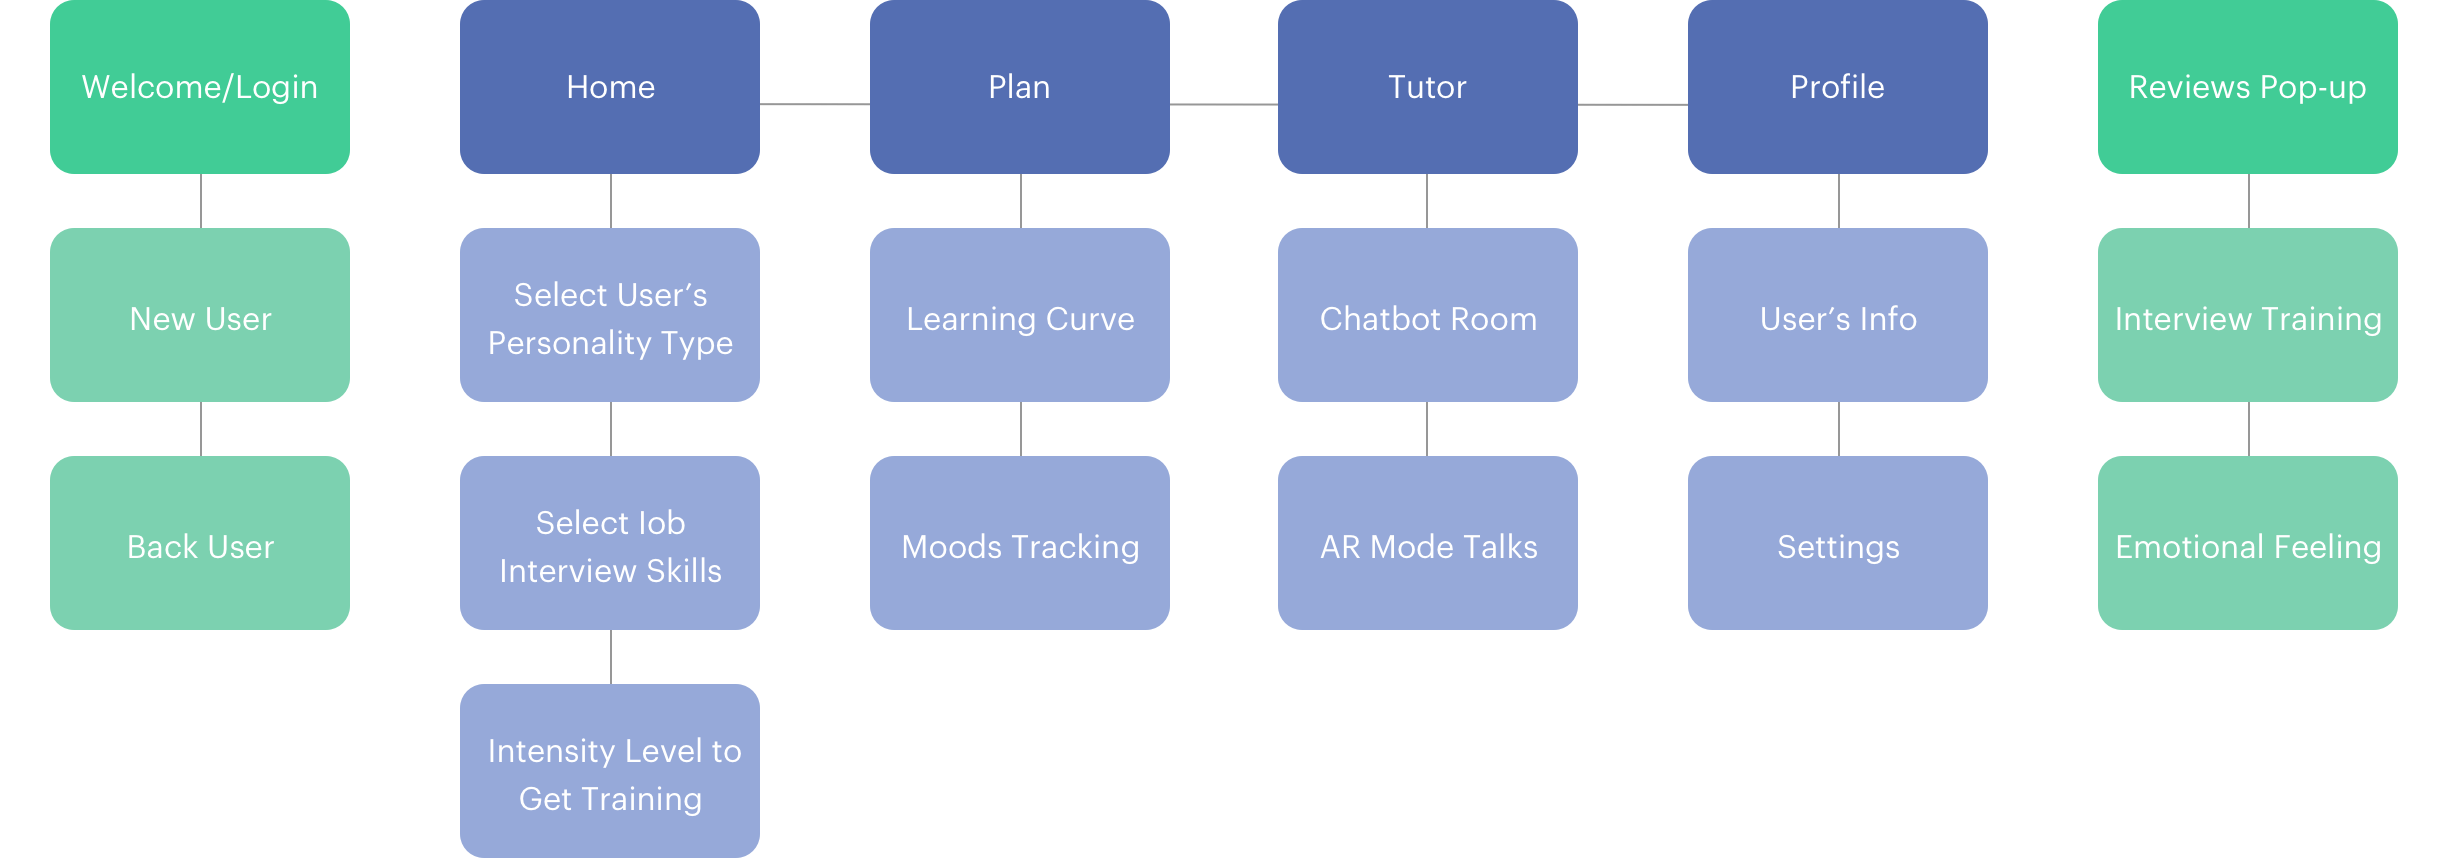 Welcome/Login
Home
Plan
Tutor
Profile
Reviews Pop-up
New User
Select User’s
Personality Type
Learning Curve
Chatbot Room
User’s Info
Interview Training
Back User
Select Iob
Interview Skills
Moods Tracking
AR Mode Talks
Settings
Emotional Feeling
Intensity Level to
Get Training